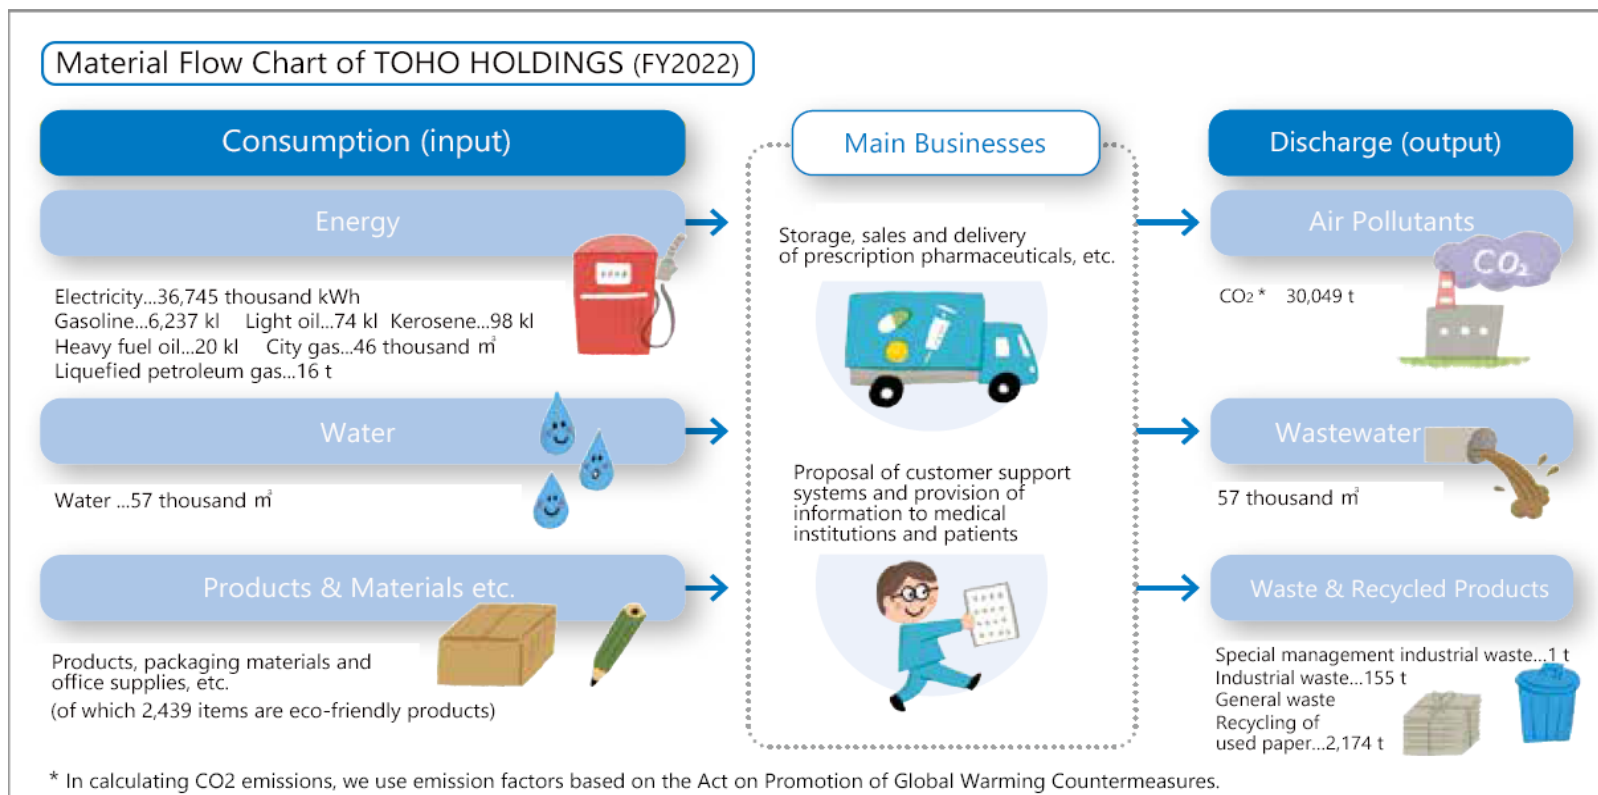 Material Flow Chart of TOHO HOLDINGS (FY2022)
Consumption (input)
Energy
Electricity...36,745 thousand kWh
Gasoline...6,237 kl Light oil...74 kl Kerosene...98 kl
Heavy fuel oil...20 kl City gas...46 thousand ㎥
Liquefied petroleum gas...16 t
Water
Water ...57 thousand ㎥
Products & Materials etc.
Products, packaging materials and
office supplies, etc.
(of which 2,439 items are eco-friendly products)
Main Businesses
Storage, sales and delivery
of prescription pharmaceuticals, etc.
Proposal of customer support
systems and provision of
information to medical
institutions and patients
Discharge (output)
Air Pollutants
CO₂
CO₂ * 30,049 t
Wastewater
57 thousand ㎥
Waste & Recycled Products
Special management industrial waste...1 t
Industrial waste...155 t
General waste
Recycling of
used paper...2,174 t
* In calculating CO2 emissions, we use emission factors based on the Act on Promotion of Global Warming Countermeasures.